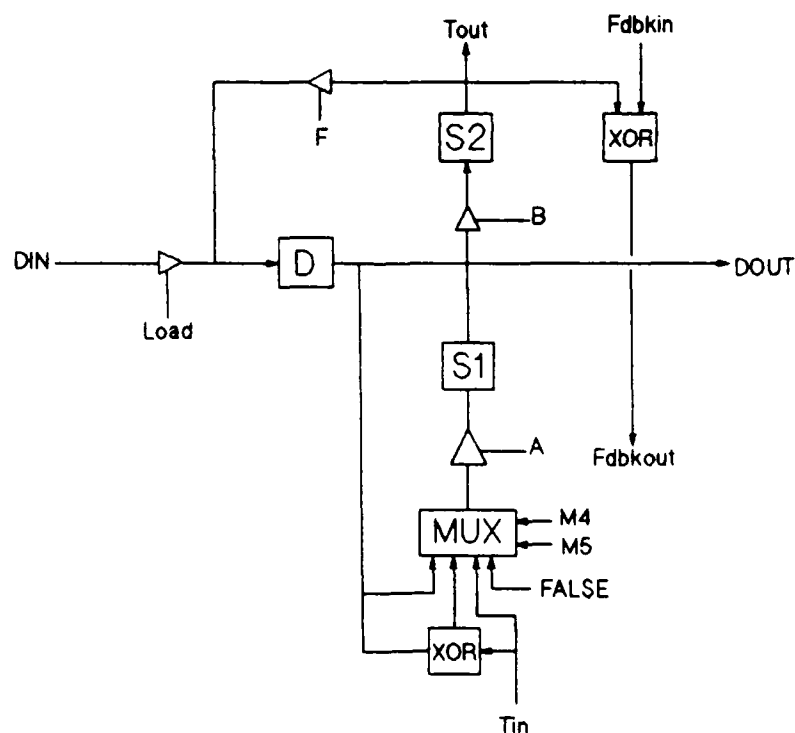 Tout
Fdbkin
F
S2
XOR
B
DIN
D
DOUT
Load
S1
A
Fdbkout
MUX
M4
M5
FALSE
XOR
Tin